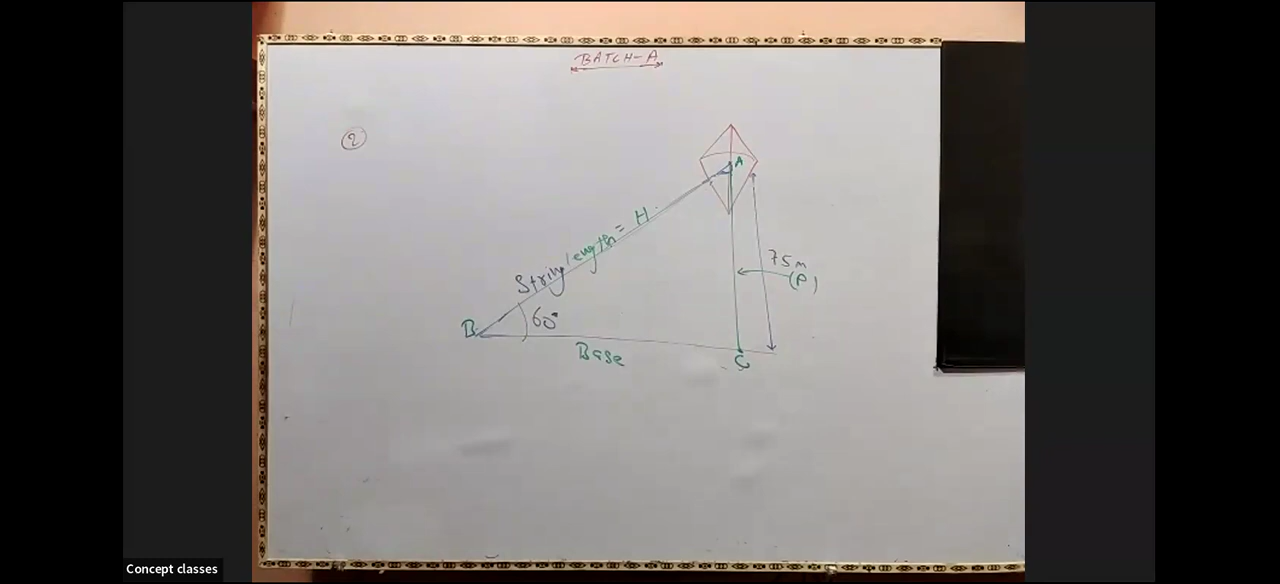 BATCH-A
2
A
String length = H
75m
(P)
B
60°
Base
C
Concept classes